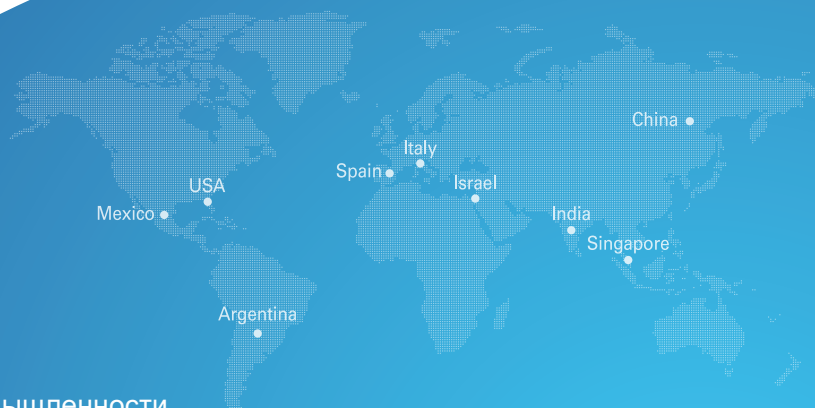 China
Italy
Spain
Israel
USA
Mexico
India
Singapore
Argentina